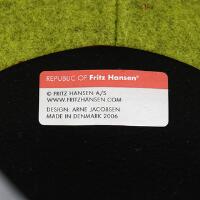 REPUBLIC OF Fritz Hansen®
© FRITZ HANSEN A/S
WWW.FRITZHANSEN.COM
DESIGN: ARNE JACOBSEN
MADE IN DENMARK 2006